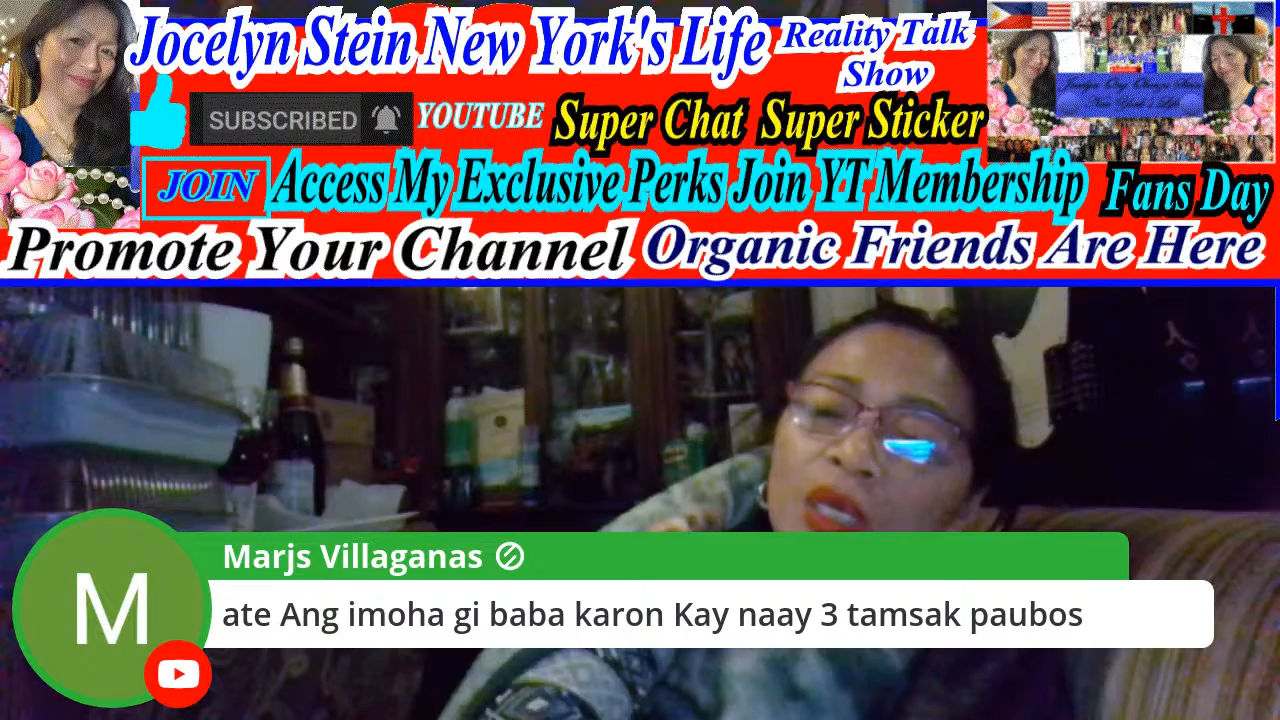 Jocelyn Stein New York's Life
Reality Talk
Show
SUBSCRIBED
YOUTUBE
Super Chat Super Sticker
JOIN
Access My Exclusive Perks Join YT Membership
Fans Day
Promote Your Channel
Organic Friends Are Here
M
Marjs Villaganas
ate Ang imoha gi baba karon Kay naay 3 tamsak paubos